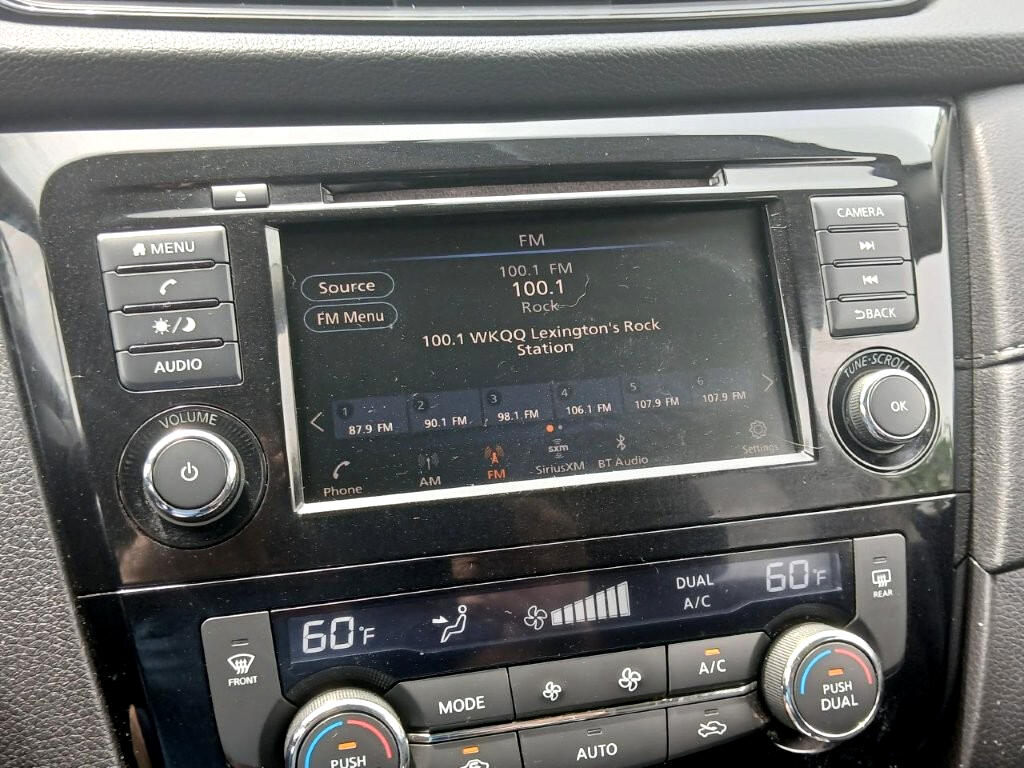 FM
MENU
AUDIO
VOLUME
Source
FM Menu
100.1 FM
100.1
Rock
100.1 WKQQ Lexington's Rock
Station
1
87.9 FM
2
90.1 FM
3
98.1 FM
4
106.1 FM
5
107.9 FM
6
107.9 FM
Phone
AM
FM
sxm
SiriusXM
BT Audio
Settings
CAMERA
BACK
TUNE·SCROLL
OK
60°F
DUAL
A/C
60°F
FRONT
REAR
MODE
A/C
AUTO
PUSH
PUSH
DUAL